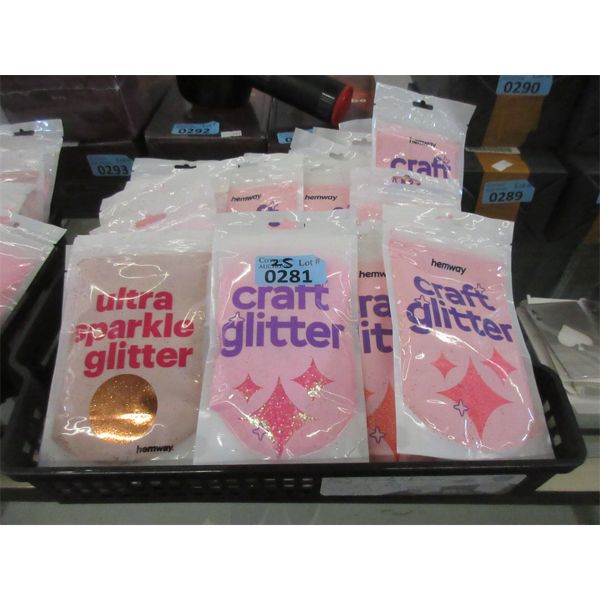 0290
0292
0293
0289
hemway
craft
hemway
hemway
ultra
sparkle
glitter
hemway
25 Lot #
0281
craft
glitter
hemway
craft
glitter